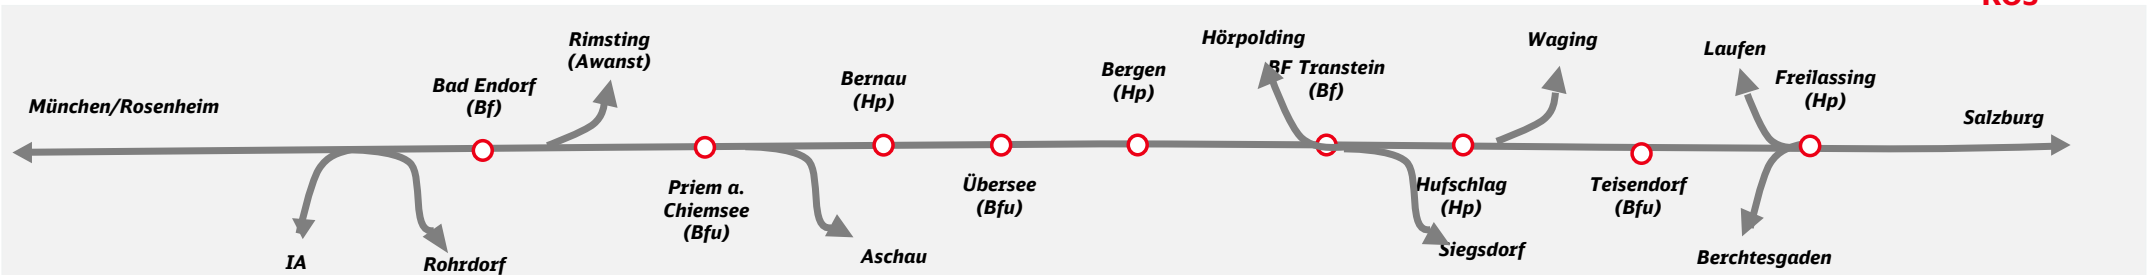 München/Rosenheim
IA
Rohrdorf
Bad Endorf
(Bf)
Rimsting
(Awanst)
Priem a.
Chiemsee
(Bfu)
Aschau
Bernau
(Hp)
Übersee
(Bfu)
Bergen
(Hp)
Hörpolding
BF Transtein
(Bf)
Hufschlag
(Hp)
Siegsdorf
Waging
Teisendorf
(Bfu)
Laufen
Freilassing
(Hp)
Berchtesgaden
Salzburg